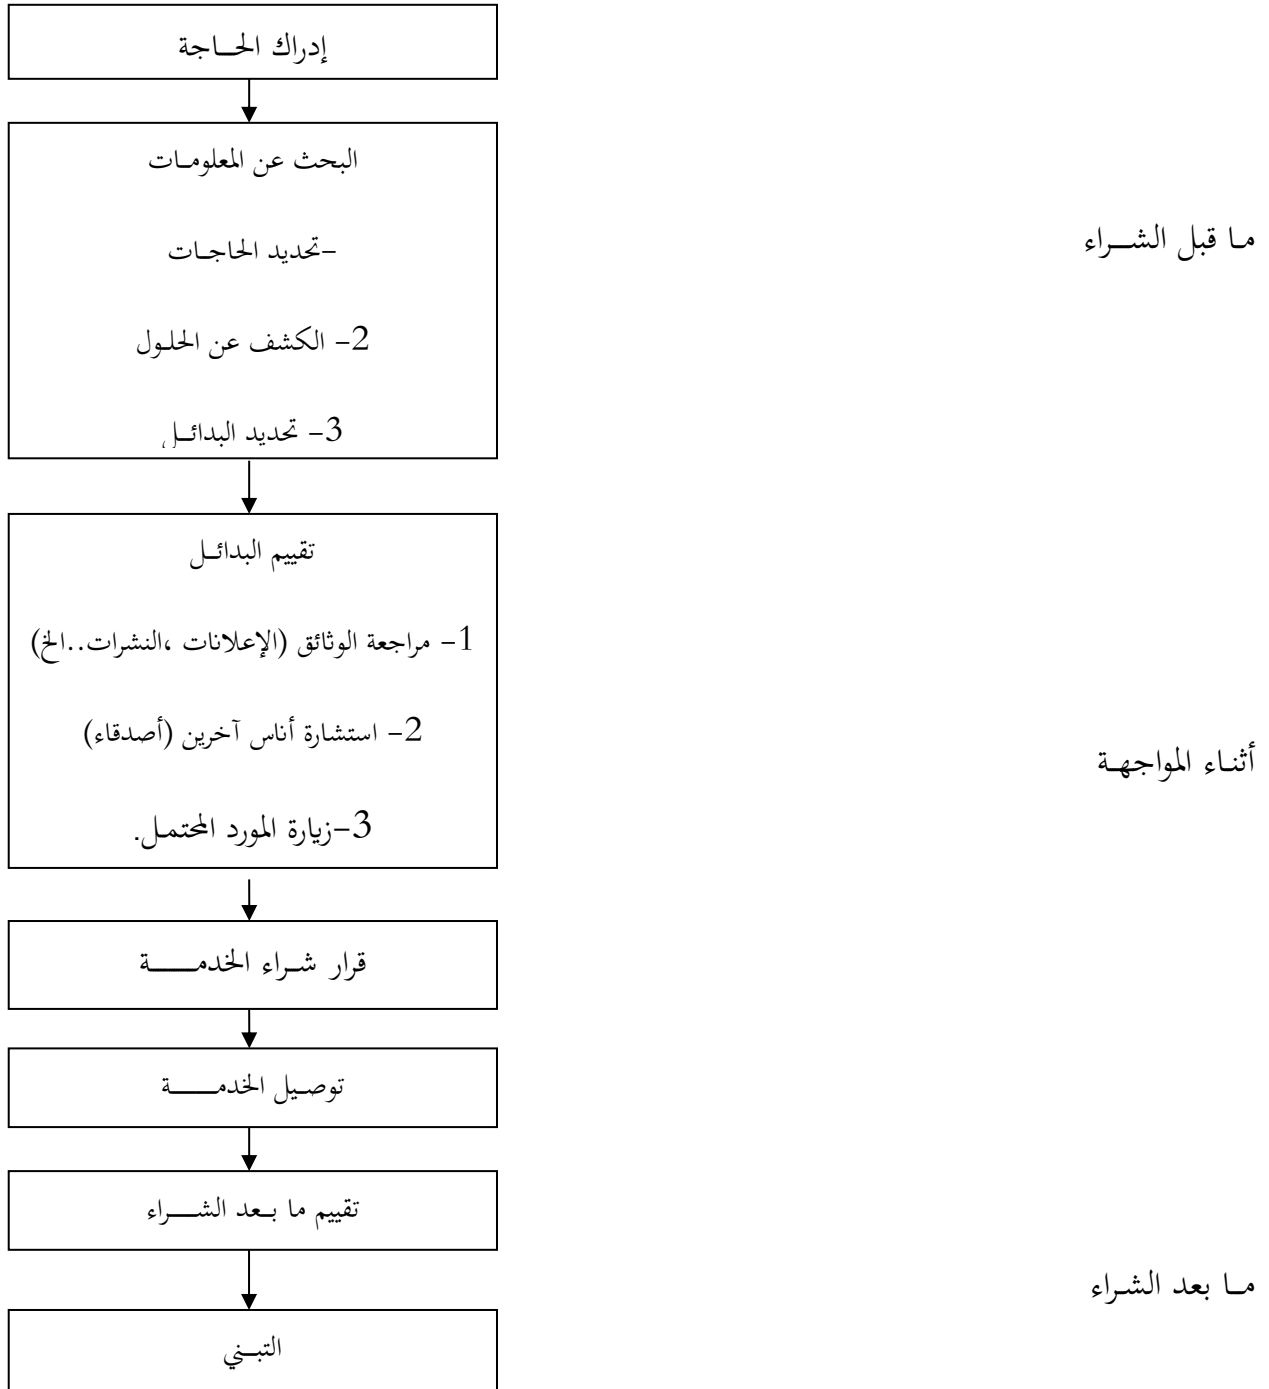 إدراك الحاجة
البحث عن المعلومات
-تحديد الحاجات
ما قبل الشراء
2- الكشف عن الحلول
3- تحديد البدائل
تقييم البدائل
1- مراجعة الوثائق (الإعلانات ،النشرات..الخ)
2- استشارة أناس آخرين (أصدقاء)
أثناء المواجهة
3-زيارة المورد المحتمل.
قرار شراء الخدمة
توصيل الخدمة
تقييم ما بعد الشراء
ما بعد الشراء
التبني